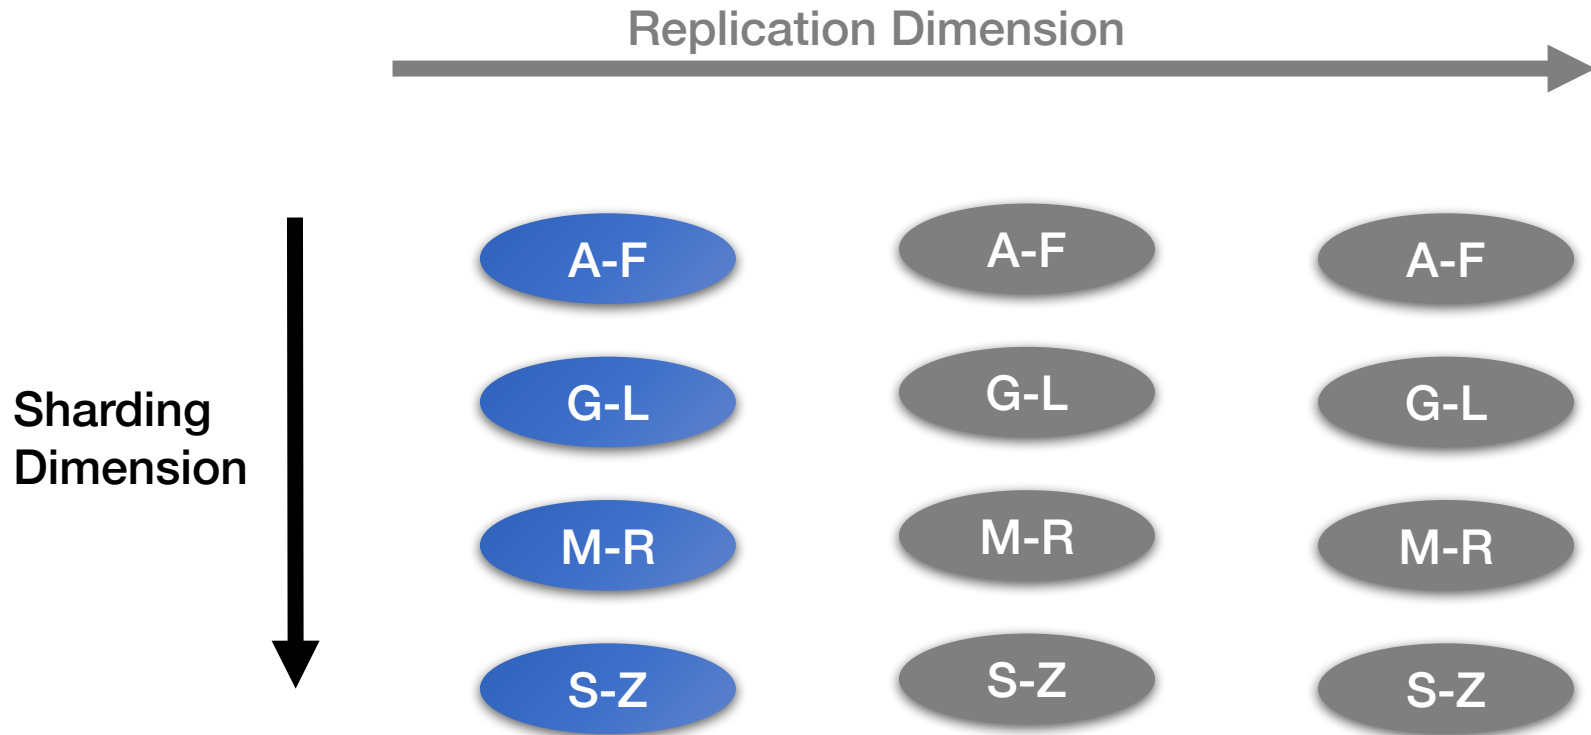 Replication Dimension
A-F
A-F
A-F
G-L
G-L
G-L
Sharding
Dimension
M-R
M-R
M-R
S-Z
S-Z
S-Z